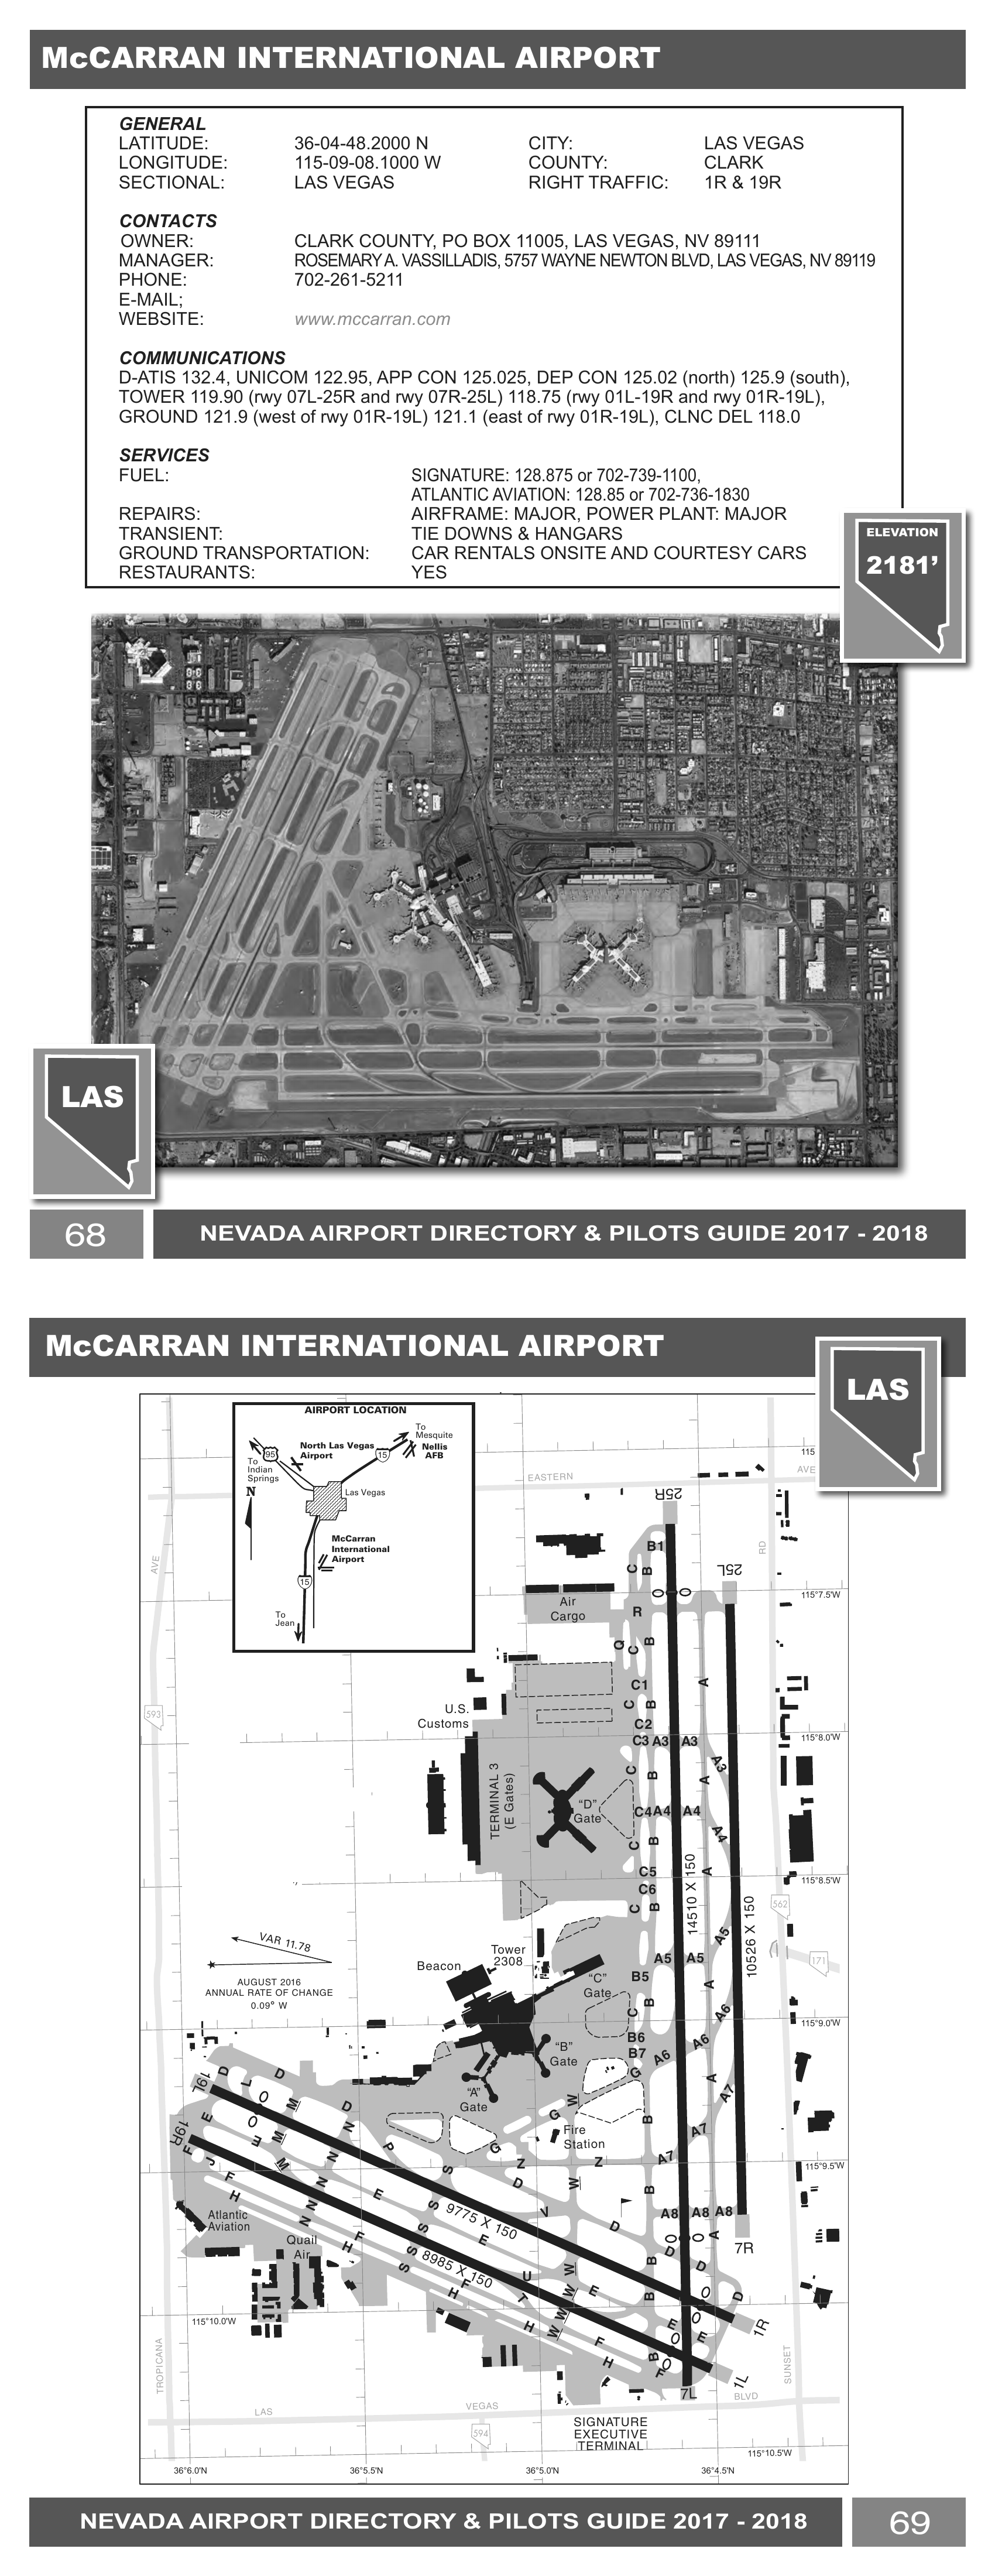 McCARRAN INTERNATIONAL AIRPORT
GENERAL
LATITUDE: 36-04-48.2000 N CITY: LAS VEGAS
LONGITUDE: 115-09-08.1000 W COUNTY: CLARK
SECTIONAL: LAS VEGAS RIGHT TRAFFIC: 1R & 19R
CONTACTS
OWNER: CLARK COUNTY, PO BOX 11005, LAS VEGAS, NV 89111
MANAGER: ROSEMARY A. VASSILLADIS, 5757 WAYNE NEWTON BLVD, LAS VEGAS, NV 89119
PHONE: 702-261-5211
E-MAIL;
WEBSITE: www.mccarran.com
COMMUNICATIONS
D-ATIS 132.4, UNICOM 122.95, APP CON 125.025, DEP CON 125.02 (north) 125.9 (south),
TOWER 119.90 (rwy 07L-25R and rwy 07R-25L) 118.75 (rwy 01L-19R and rwy 01R-19L),
GROUND 121.9 (west of rwy 01R-19L) 121.1 (east of rwy 01R-19L), CLNC DEL 118.0
SERVICES
FUEL: SIGNATURE: 128.875 or 702-739-1100,
ATLANTIC AVIATION: 128.85 or 702-736-1830
REPAIRS: AIRFRAME: MAJOR, POWER PLANT: MAJOR
TRANSIENT: TIE DOWNS & HANGARS
GROUND TRANSPORTATION: CAR RENTALS ONSITE AND COURTESY CARS
RESTAURANTS: YES
ELEVATION
2181'
LAS
68
NEVADA AIRPORT DIRECTORY & PILOTS GUIDE 2017 - 2018
McCARRAN INTERNATIONAL AIRPORT
LAS
AIRPORT LOCATION
To
Mesquite
North Las Vegas
Airport
Nellis
AFB
95
15
To
Indian
Springs
N
Las Vegas
McCarran
International
Airport
15
To
Jean
115
EASTERN
AVE
AVE
RD
25R
25L
B1
C
B
115°7.5'W
Air
Cargo
R
Q
C
B
C1
C
B
A
C2
C3 A3 A3
A3
U.S.
Customs
593
115°8.0'W
TERMINAL 3
(E Gates)
"D"
Gate
C
B
A
C4 A4 A4
A4
C
B
C5
C6
A
C
B
14510 X 150
10526 X 150
115°8.5'W
562
171
VAR 11.78
AUGUST 2016
ANNUAL RATE OF CHANGE
0.09° W
Tower
2308
Beacon
"C"
Gate
A5 A5
A5
B5
C
B
A
A6
B6
B7
A6
A6
115°9.0'W
"B"
Gate
"A"
Gate
G
W
G
Fire
Station
A
A7
B
A7
A7
115°9.5'W
19L
19R
D
L
D
M
M
D
N
P
S
G
Z
Z
W
D
V
B
A8 A8 A8
7R
Atlantic
Aviation
Quail
Air
9775 X 150
8985 X 150
U
T
H
F
E
W
D
B
A
1R
1L
7L
115°10.0'W
TROPICANA
SUNSET
LAS
VEGAS
BLVD
594
SIGNATURE
EXECUTIVE
TERMINAL
115°10.5'W
36°6.0'N
36°5.5'N
36°5.0'N
36°4.5'N
NEVADA AIRPORT DIRECTORY & PILOTS GUIDE 2017 - 2018
69